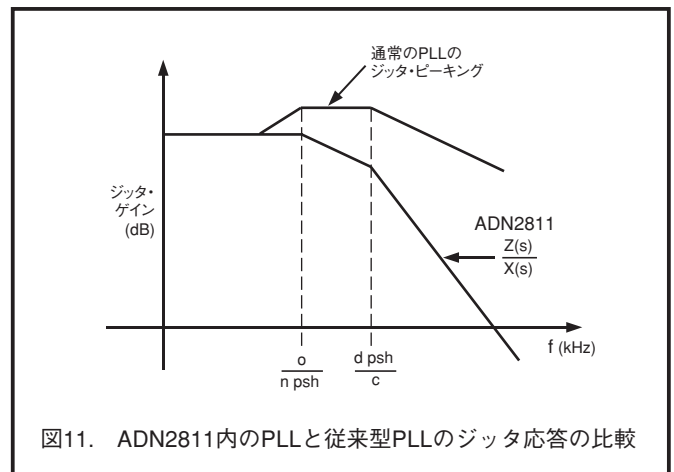 通常のPLLの
ジッタ・ピーキング
ジッタ・
ゲイン
(dB)
ADN2811
Z(s)
X(s)
f (kHz)
o
n psh
d psh
c
図11. ADN2811内のPLLと従来型PLLのジッタ応答の比較